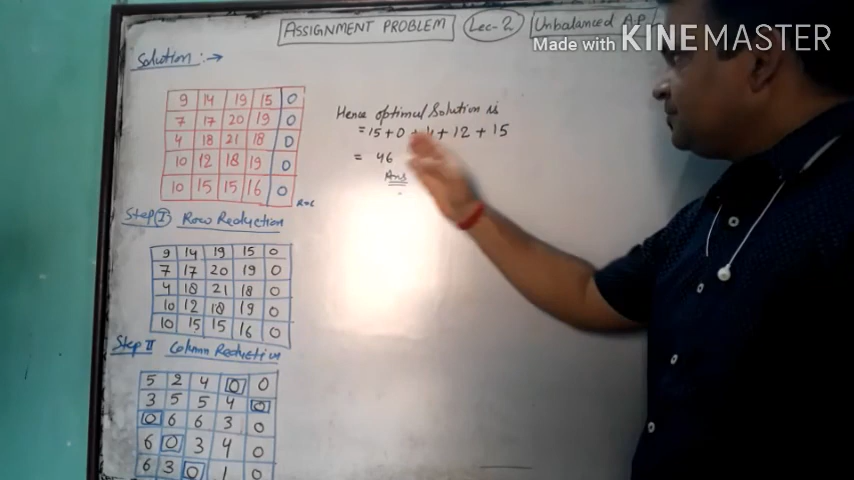 ASSIGNMENT PROBLEM Lec-2 Unbalanced A.P
Made with KINEMASTER
Solution :→
9 14 19 15 0
7 17 20 19 0
4 18 21 18 0
10 12 18 19 0
10 15 15 16 0
R=C
Hence optimal Solution is
= 15 + 0 + 4 + 12 + 15
= 46
Ans
Step I Row Reduction
9 14 19 15 0
7 17 20 19 0
4 18 21 18 0
10 12 18 19 0
10 15 15 16 0
Step II Column Reduction
5 2 4 0 0
3 5 5 4 0
0 6 6 3 0
6 0 3 4 0
6 3 0 1 0